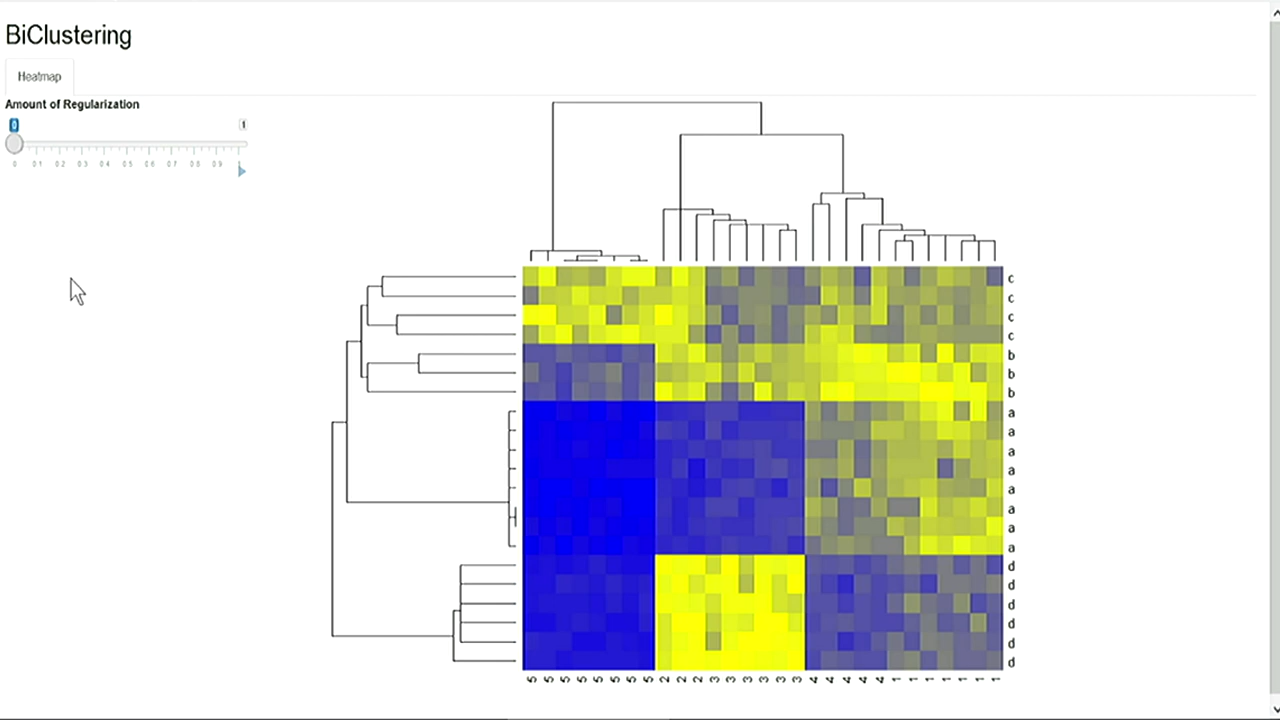 BiClustering
Heatmap
Amount of Regularization
0 1
0 0.1 0.2 0.3 0.4 0.5 0.6 0.7 0.8 0.9
c
c
c
c
b
b
b
a
a
a
a
a
a
a
a
d
d
d
d
d
d
5 5 5 5 5 5 5 5 2 2 2 3 3 3 3 3 3 4 4 4 4 4 1 1 1 1 1 1 1